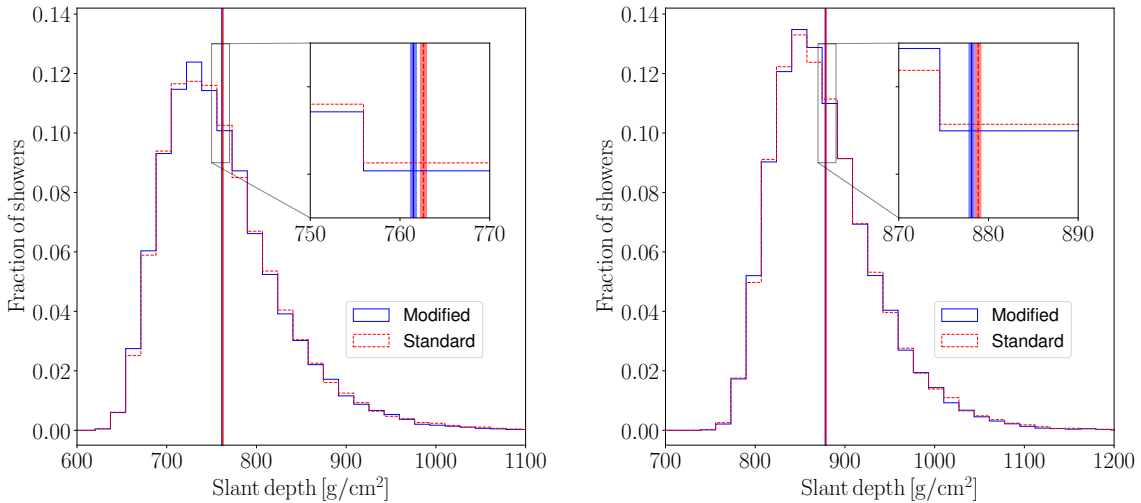 0.14
0.12
0.10
0.08
0.06
0.04
0.02
0.00
Fraction of showers
600 700 800 900 1000 1100
Slant depth [g/cm²]
750 760 770
Modified
Standard
0.14
0.12
0.10
0.08
0.06
0.04
0.02
0.00
Fraction of showers
700 800 900 1000 1100 1200
Slant depth [g/cm²]
870 880 890
Modified
Standard